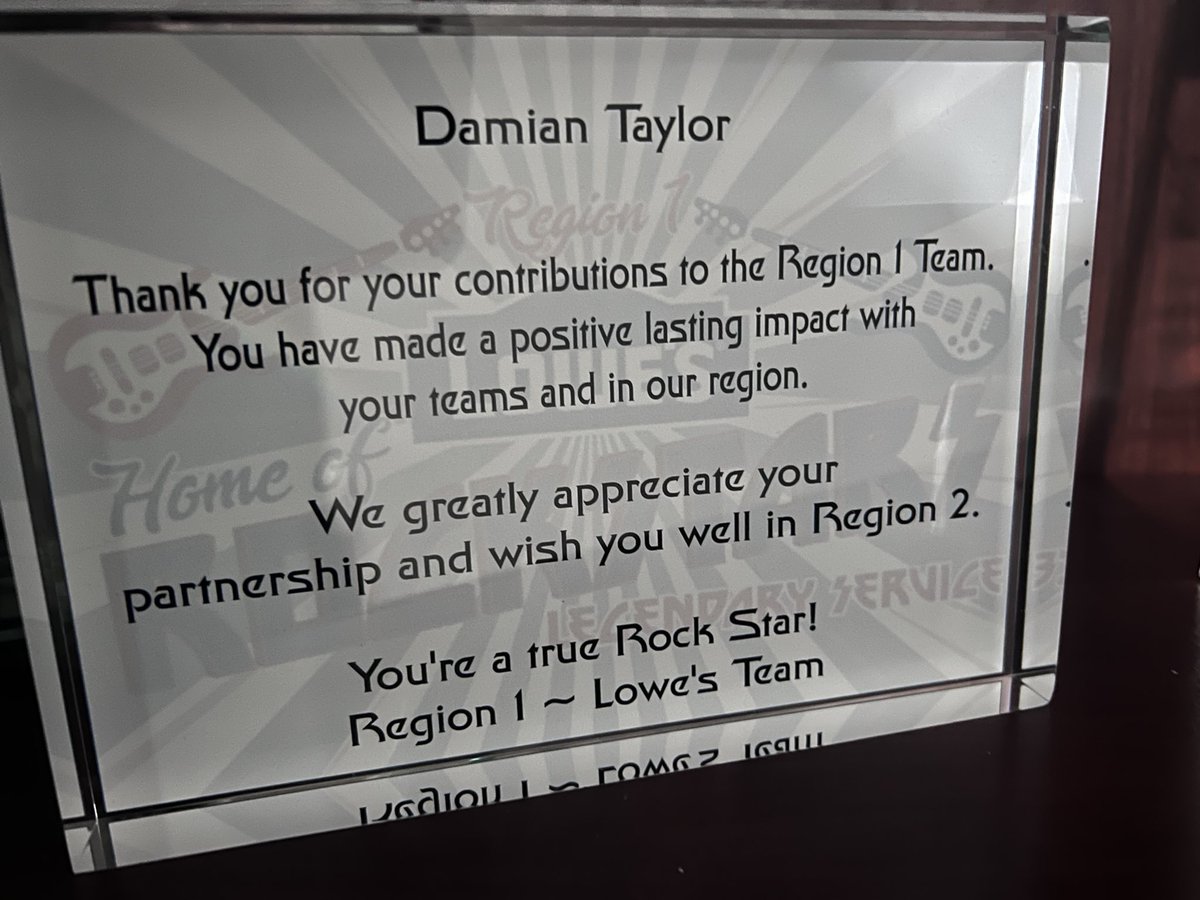 Damian Taylor
Region 1
Thank you for your contributions to the Region 1 Team.
You have made a positive lasting impact with
LOWE'S
your teams and in our region.
Home of
We greatly appreciate your
partnership and wish you well in Region 2.
LEGENDARY SERVICE
You're a true Rock Star!
Region 1 ~ Lowe's Team